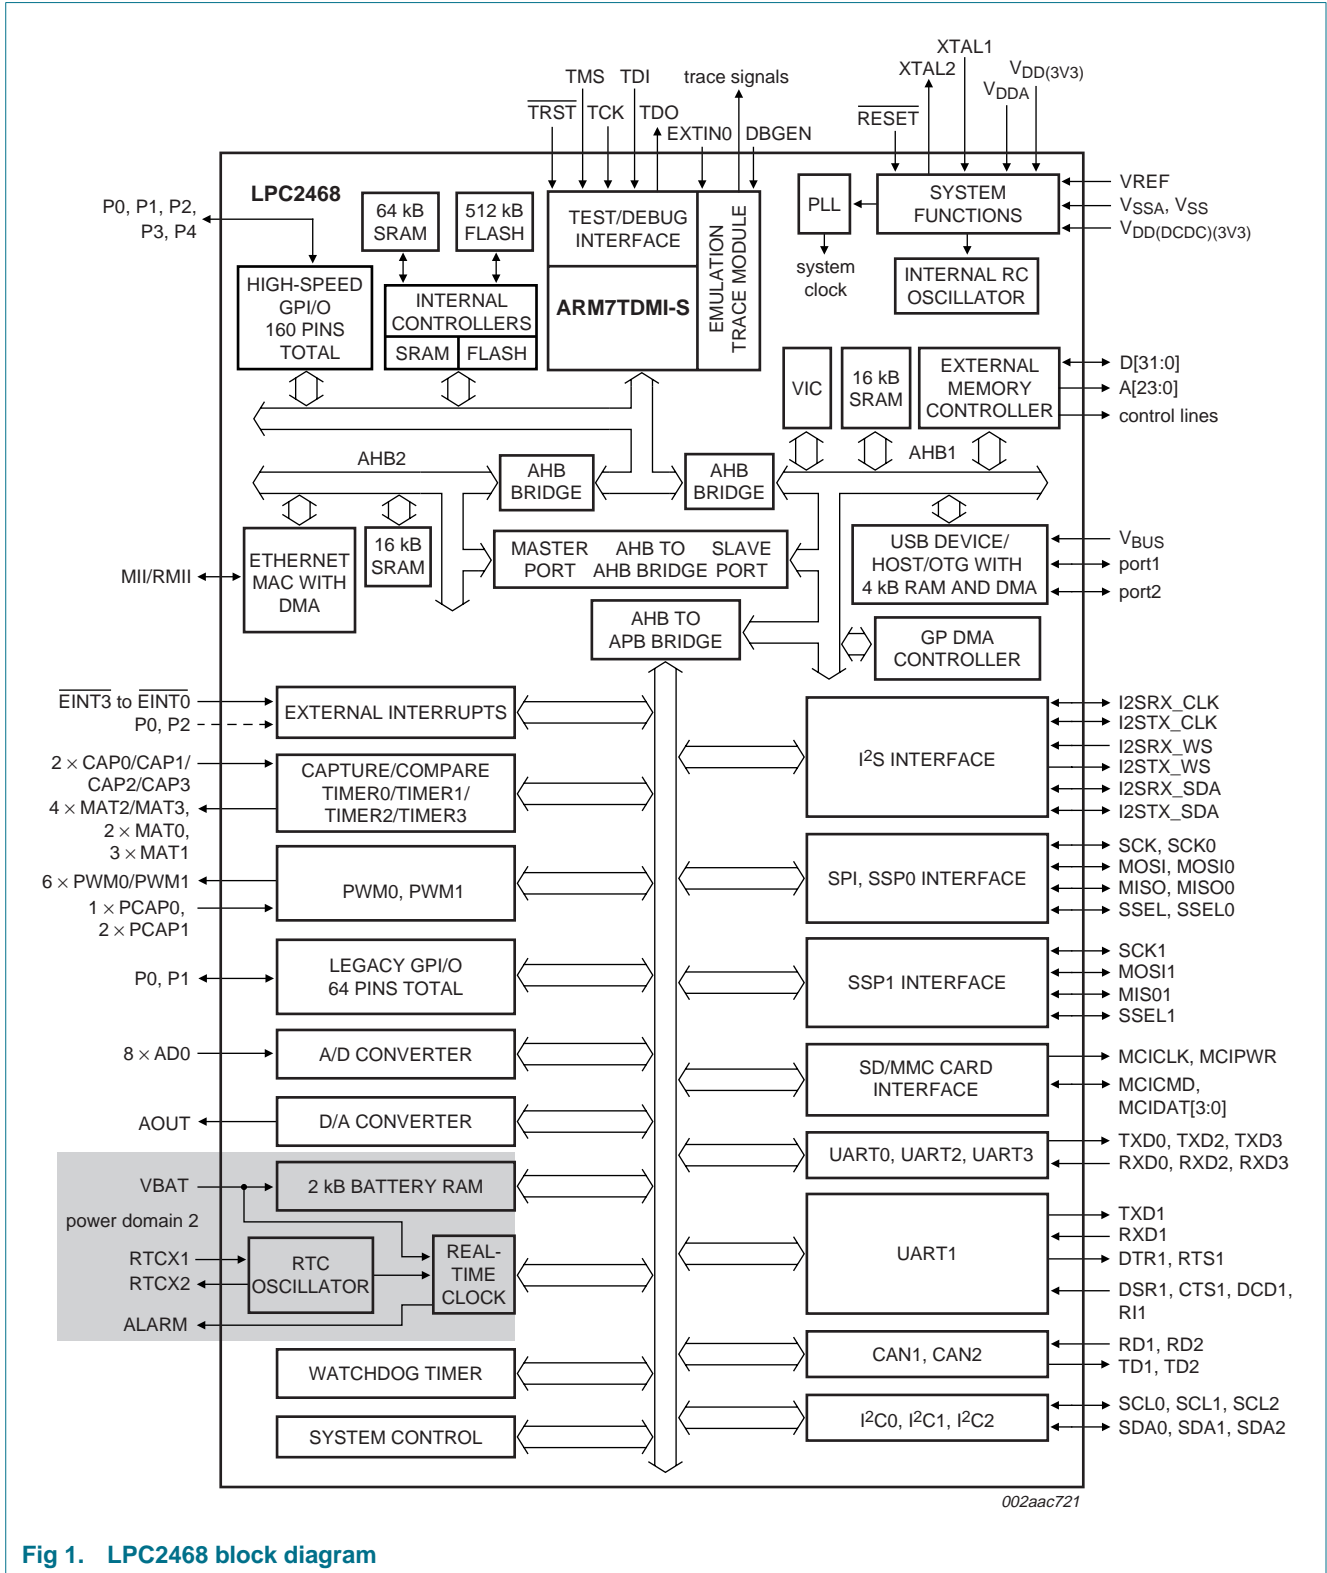 XTAL1
XTAL2
VDD(3V3)
VDDA
TMS TDI trace signals
TRST TCK TDO
EXTIN0 DBGEN
RESET
LPC2468
P0, P1, P2,
P3, P4
64 kB
SRAM
512 kB
FLASH
TEST/DEBUG
INTERFACE
EMULATION
TRACE MODULE
ARM7TDMI-S
PLL
SYSTEM
FUNCTIONS
VREF
VSSA, VSS
VDD(DCDC)(3V3)
system
clock
INTERNAL RC
OSCILLATOR
HIGH-SPEED
GPI/O
160 PINS
TOTAL
INTERNAL
CONTROLLERS
SRAM FLASH
VIC
16 kB
SRAM
EXTERNAL
MEMORY
CONTROLLER
D[31:0]
A[23:0]
control lines
AHB2
AHB
BRIDGE
AHB
BRIDGE
AHB1
ETHERNET
MAC WITH
DMA
MII/RMII
16 kB
SRAM
MASTER
PORT
AHB TO
AHB BRIDGE
SLAVE
PORT
USB DEVICE/
HOST/OTG WITH
4 kB RAM AND DMA
VBUS
port1
port2
AHB TO
APB BRIDGE
GP DMA
CONTROLLER
EINT3 to EINT0
P0, P2
EXTERNAL INTERRUPTS
2 × CAP0/CAP1/
CAP2/CAP3
4 × MAT2/MAT3,
2 × MAT0,
3 × MAT1
CAPTURE/COMPARE
TIMER0/TIMER1/
TIMER2/TIMER3
6 × PWM0/PWM1
1 × PCAP0,
2 × PCAP1
PWM0, PWM1
P0, P1
LEGACY GPI/O
64 PINS TOTAL
8 × AD0
A/D CONVERTER
AOUT
D/A CONVERTER
VBAT
2 kB BATTERY RAM
power domain 2
RTCX1
RTCX2
RTC
OSCILLATOR
REAL-
TIME
CLOCK
ALARM
WATCHDOG TIMER
SYSTEM CONTROL
I2S INTERFACE
I2SRX_CLK
I2STX_CLK
I2SRX_WS
I2STX_WS
I2SRX_SDA
I2STX_SDA
SPI, SSP0 INTERFACE
SCK, SCK0
MOSI, MOSI0
MISO, MISO0
SSEL, SSEL0
SSP1 INTERFACE
SCK1
MOSI1
MIS01
SSEL1
SD/MMC CARD
INTERFACE
MCICLK, MCIPWR
MCICMD,
MCIDAT[3:0]
UART0, UART2, UART3
TXD0, TXD2, TXD3
RXD0, RXD2, RXD3
UART1
TXD1
RXD1
DTR1, RTS1
DSR1, CTS1, DCD1,
RI1
CAN1, CAN2
RD1, RD2
TD1, TD2
I2C0, I2C1, I2C2
SCL0, SCL1, SCL2
SDA0, SDA1, SDA2
002aac721
Fig 1. LPC2468 block diagram